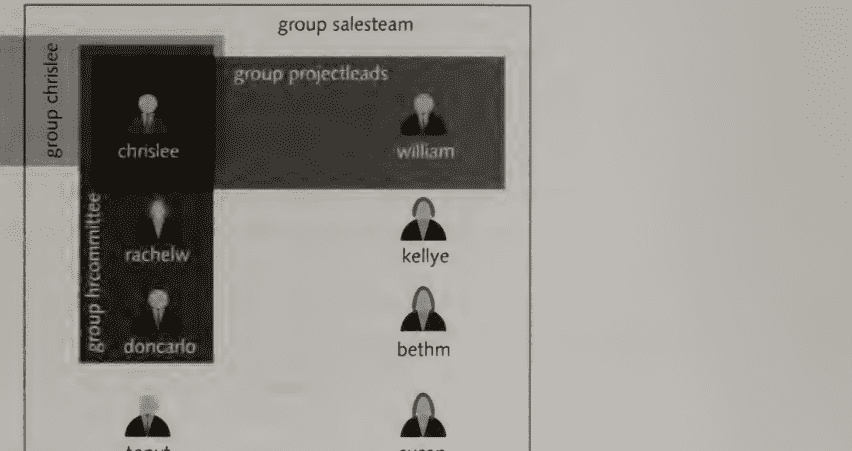 group salesteam
group chrislee
group projectleads
chrislee
william
group hrcommittee
rachelw
kellye
doncarlo
bethm